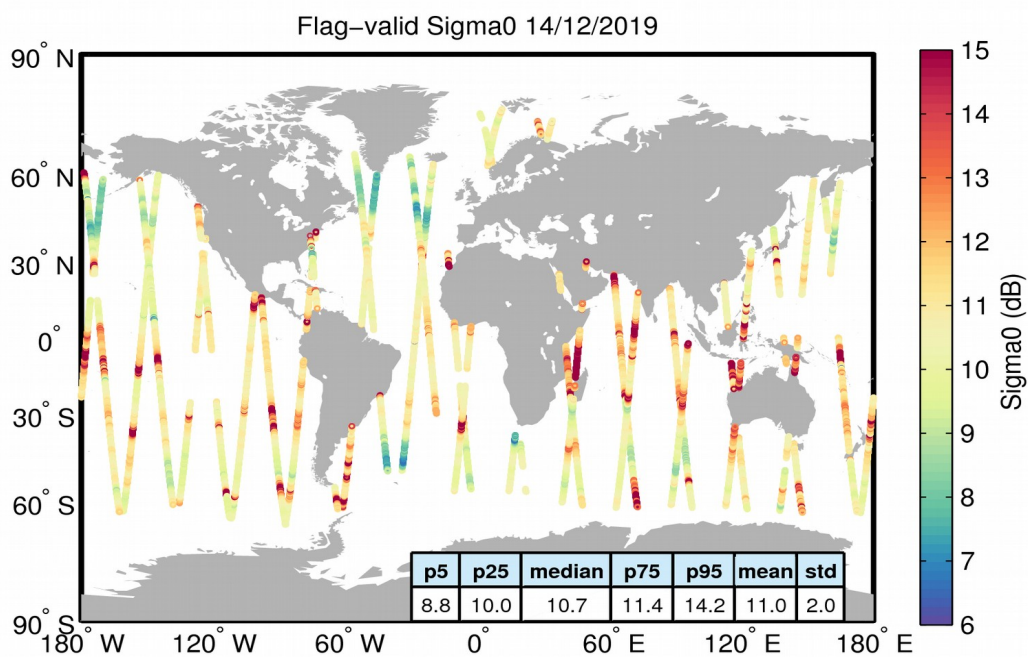 Flag−valid Sigma0 14/12/2019
90° N
60° N
30° N
0°
30° S
60° S
90° S
180° W
120° W
60° W
0°
60° E
120° E
180° E
p5 p25 median p75 p95 mean std
8.8 10.0 10.7 11.4 14.2 11.0 2.0
15
14
13
12
11
10
9
8
7
6
Sigma0 (dB)